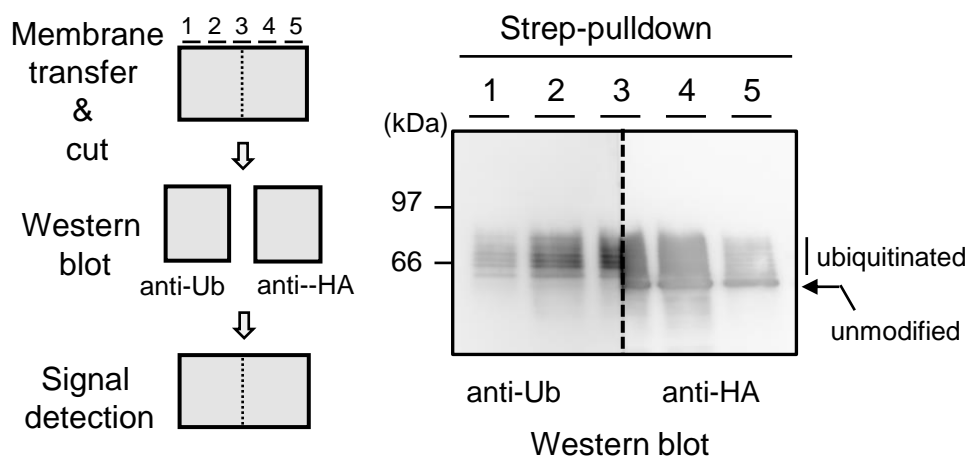 Membrane
transfer
&
cut
1 2 3 4 5
Western
blot
anti-Ub anti--HA
Signal
detection
Strep-pulldown
1 2 3 4 5
(kDa)
97
66
ubiquitinated
unmodified
anti-Ub anti-HA
Western blot